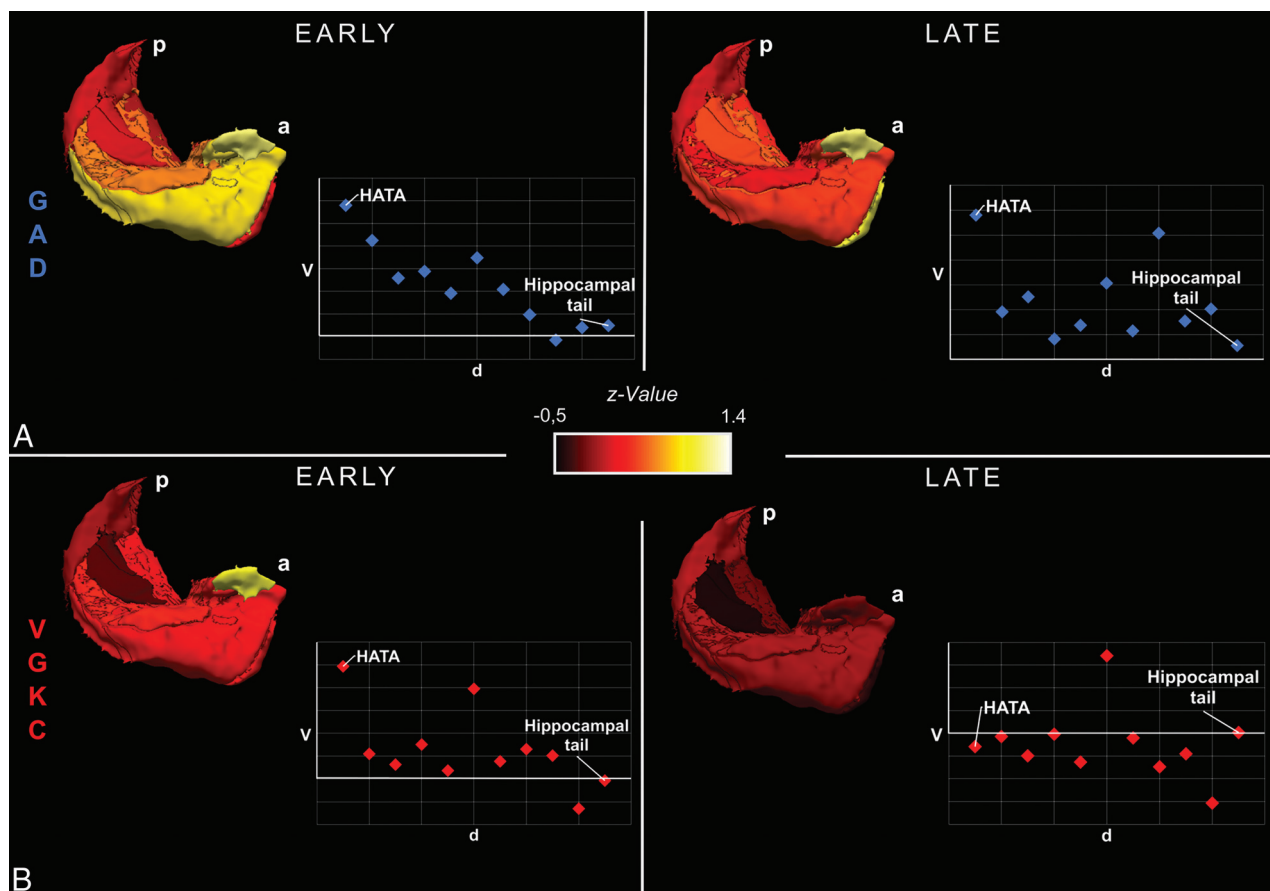 EARLY
p
a
G
A
D
HATA
V
Hippocampal
tail
d
LATE
p
a
HATA
V
Hippocampal
tail
d
A
z-Value
-0,5
1.4
EARLY
p
a
V
G
K
C
HATA
V
Hippocampal
tail
d
LATE
p
a
HATA
V
Hippocampal
tail
d
B